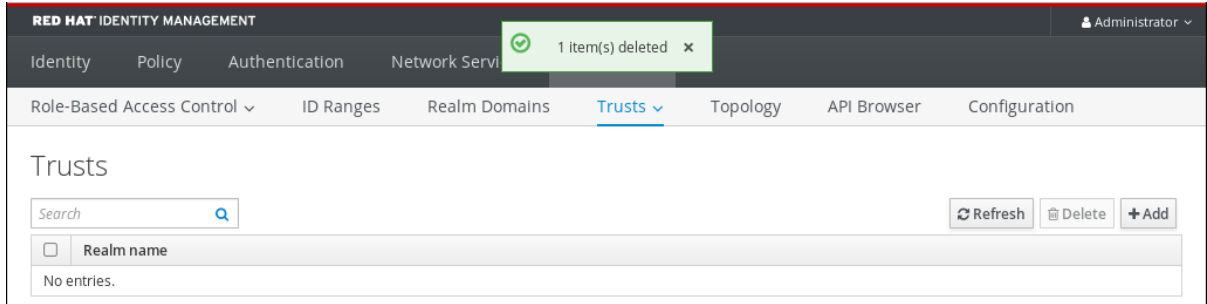 RED HAT® IDENTITY MANAGEMENT
Administrator
1 item(s) deleted ×
Identity Policy Authentication Network Servi
Role-Based Access Control ID Ranges Realm Domains Trusts Topology API Browser Configuration
Trusts
Search Refresh Delete + Add
Realm name
No entries.